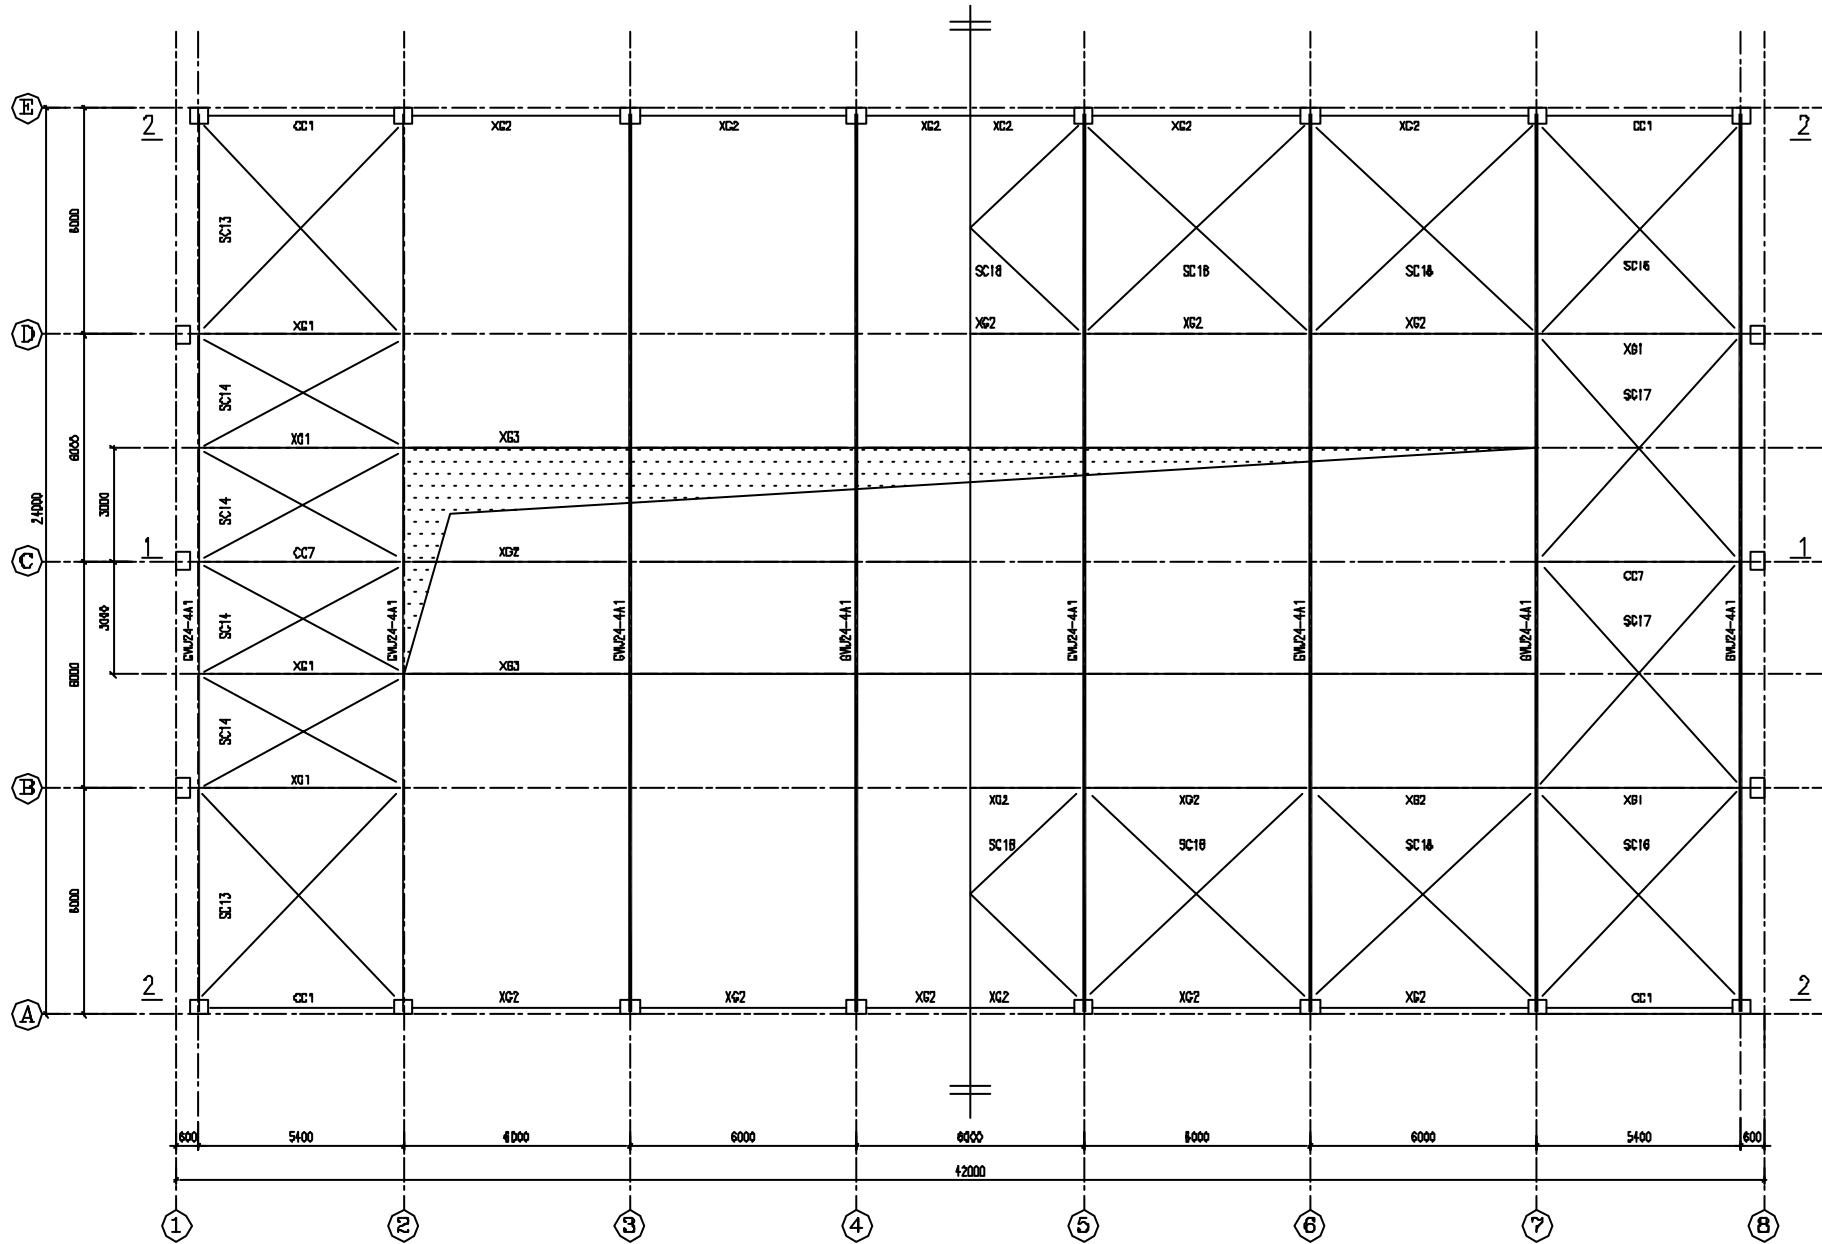 E
2
CC1
XG2
XG2
XG2
XG2
XG2
XG2
CC1
2
6000
SC13
SC18
SC18
SC18
SC16
D
XG1
XG2
XG2
XG2
XG1
SC14
SC17
XG1
XG3
6000
24000
3000
SC14
1
CC7
XG2
1
C
CC7
3000
GWJ24-4A1
SC14
GWJ24-4A1
GWJ24-4A1
GWJ24-4A1
GWJ24-4A1
GWJ24-4A1
GWJ24-4A1
SC17
GWJ24-4A1
XG1
XG3
6000
SC14
XG1
B
XG2
XG2
XG2
XG1
SC18
SC18
SC18
SC16
6000
SC13
2
CC1
XG2
XG2
XG2
XG2
XG2
XG2
CC1
2
A
600
5400
6000
6000
6000
6000
6000
5400
600
42000
1
2
3
4
5
6
7
8